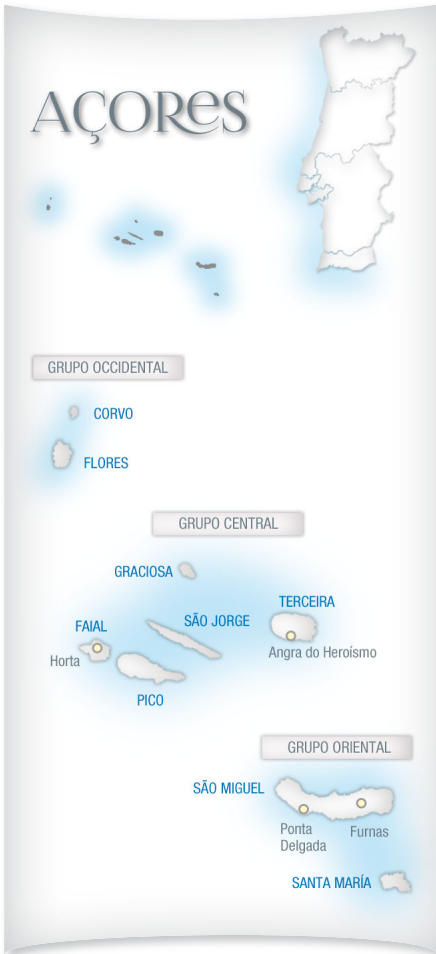 AÇORES
GRUPO OCCIDENTAL
CORVO
FLORES
GRUPO CENTRAL
GRACIOSA
TERCEIRA
SÃO JORGE
FAIAL
Horta
Angra do Heroísmo
PICO
GRUPO ORIENTAL
SÃO MIGUEL
Ponta
Delgada
Furnas
SANTA MARÍA